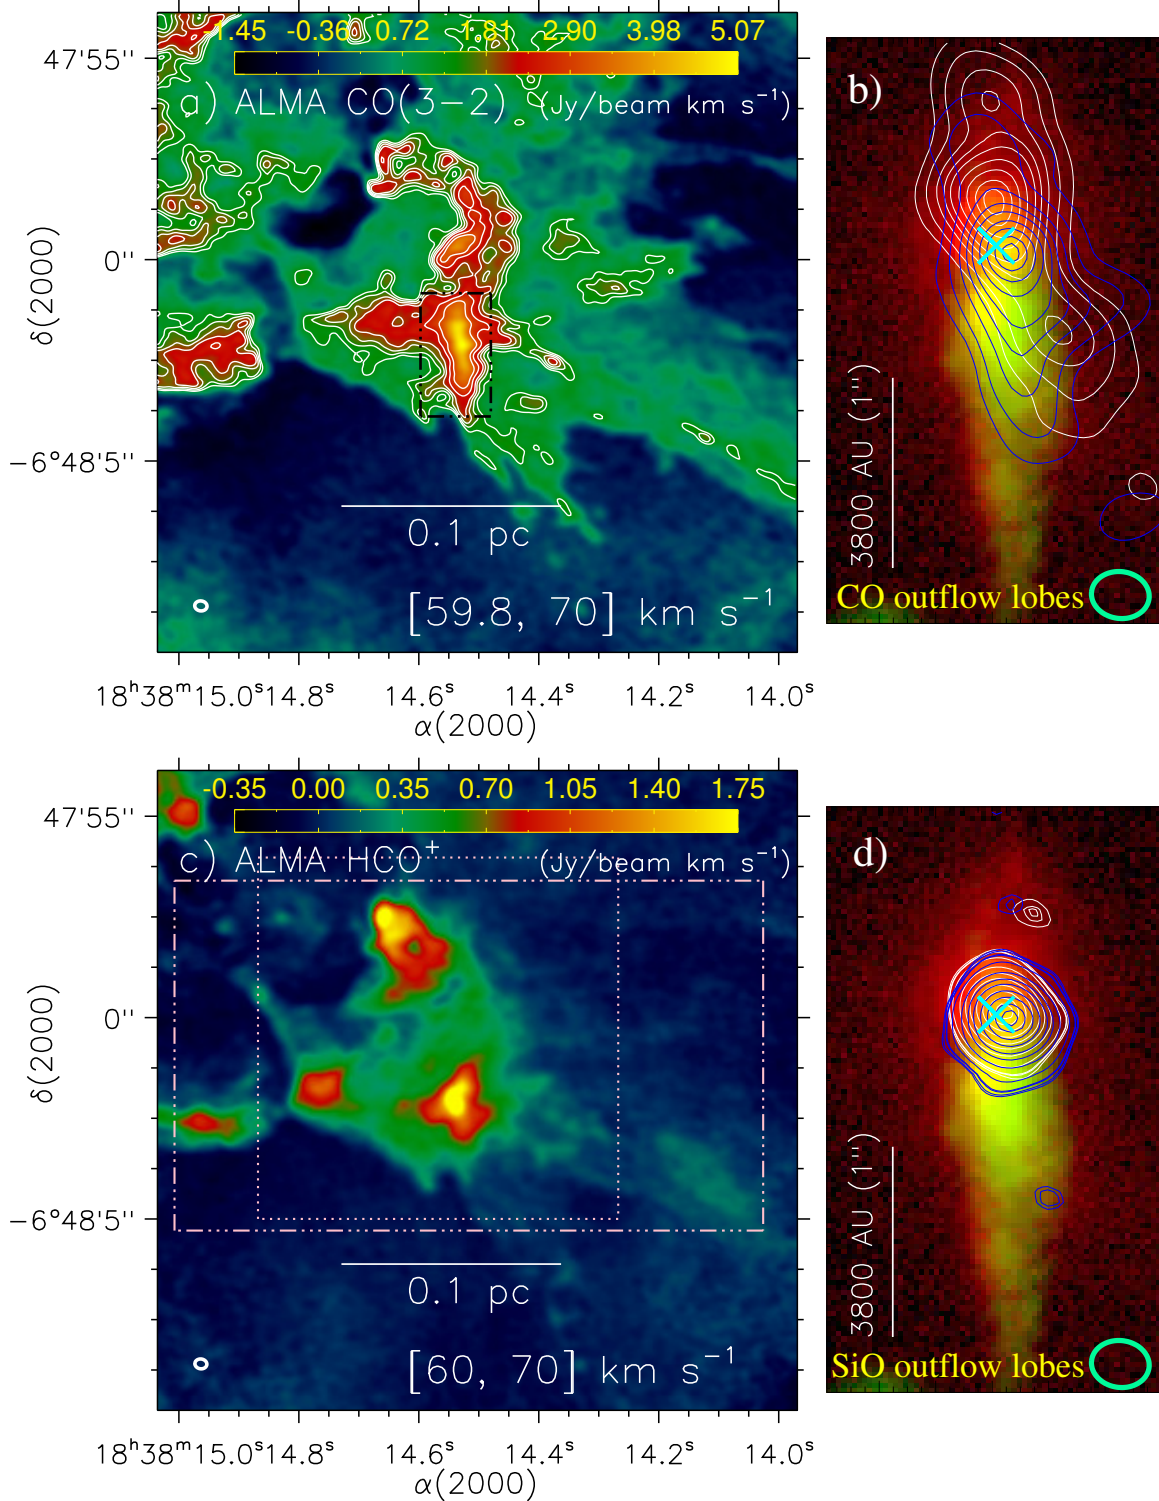 -1.45 -0.36 0.72 1.81 2.90 3.98 5.07
a) ALMA CO(3−2) (Jy/beam km s⁻¹)
47'55''
0''
−6°48'5''
δ(2000)
0.1 pc
[59.8, 70] km s⁻¹
18ʰ38ᵐ15.0ˢ 14.8ˢ 14.6ˢ 14.4ˢ 14.2ˢ 14.0ˢ
α(2000)
b)
3800 AU (1'')
CO outflow lobes
-0.35 0.00 0.35 0.70 1.05 1.40 1.75
c) ALMA HCO⁺ (Jy/beam km s⁻¹)
47'55''
0''
−6°48'5''
δ(2000)
0.1 pc
[60, 70] km s⁻¹
18ʰ38ᵐ15.0ˢ 14.8ˢ 14.6ˢ 14.4ˢ 14.2ˢ 14.0ˢ
α(2000)
d)
3800 AU (1'')
SiO outflow lobes